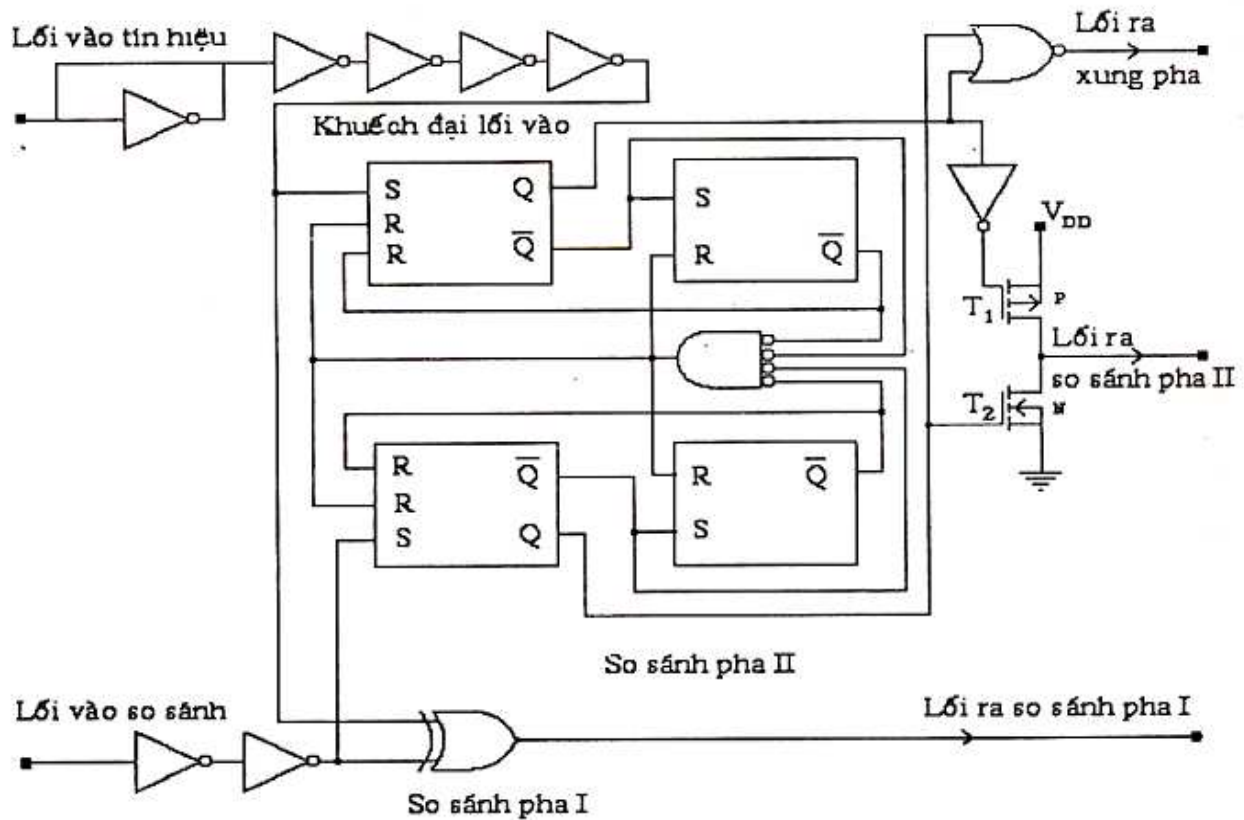 Lối vào tín hiệu
Lối ra
xung pha
Khuếch đại lối vào
S
Q
R
R
Q̅
S
Q̅
R
V_DD
T₁
P
Lối ra
so sánh pha II
T₂
N
R
Q̅
R
S
Q
R
Q̅
S
So sánh pha II
Lối vào so sánh
Lối ra so sánh pha I
So sánh pha I